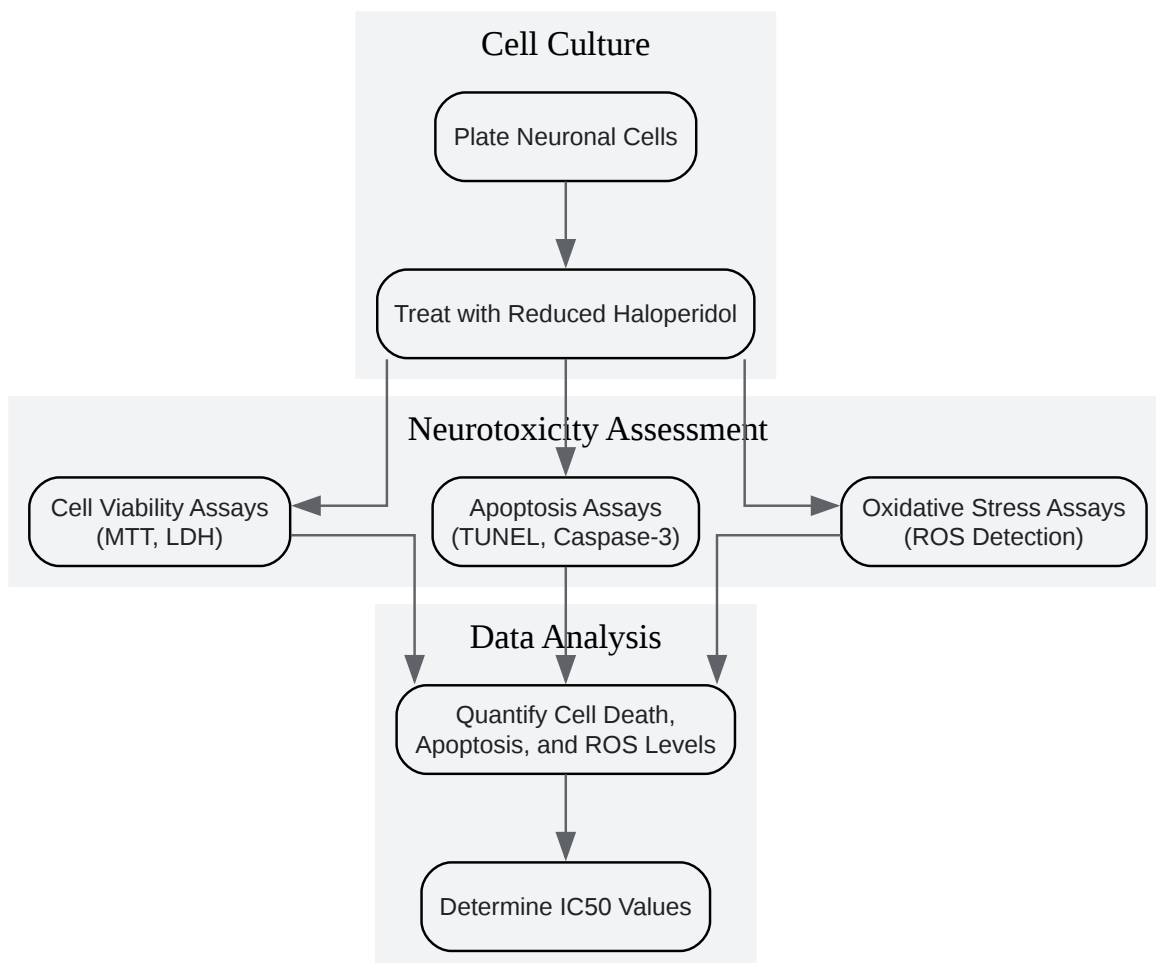 Cell Culture
Plate Neuronal Cells
Treat with Reduced Haloperidol
Neurotoxicity Assessment
Cell Viability Assays
(MTT, LDH)
Apoptosis Assays
(TUNEL, Caspase-3)
Oxidative Stress Assays
(ROS Detection)
Data Analysis
Quantify Cell Death,
Apoptosis, and ROS Levels
Determine IC50 Values